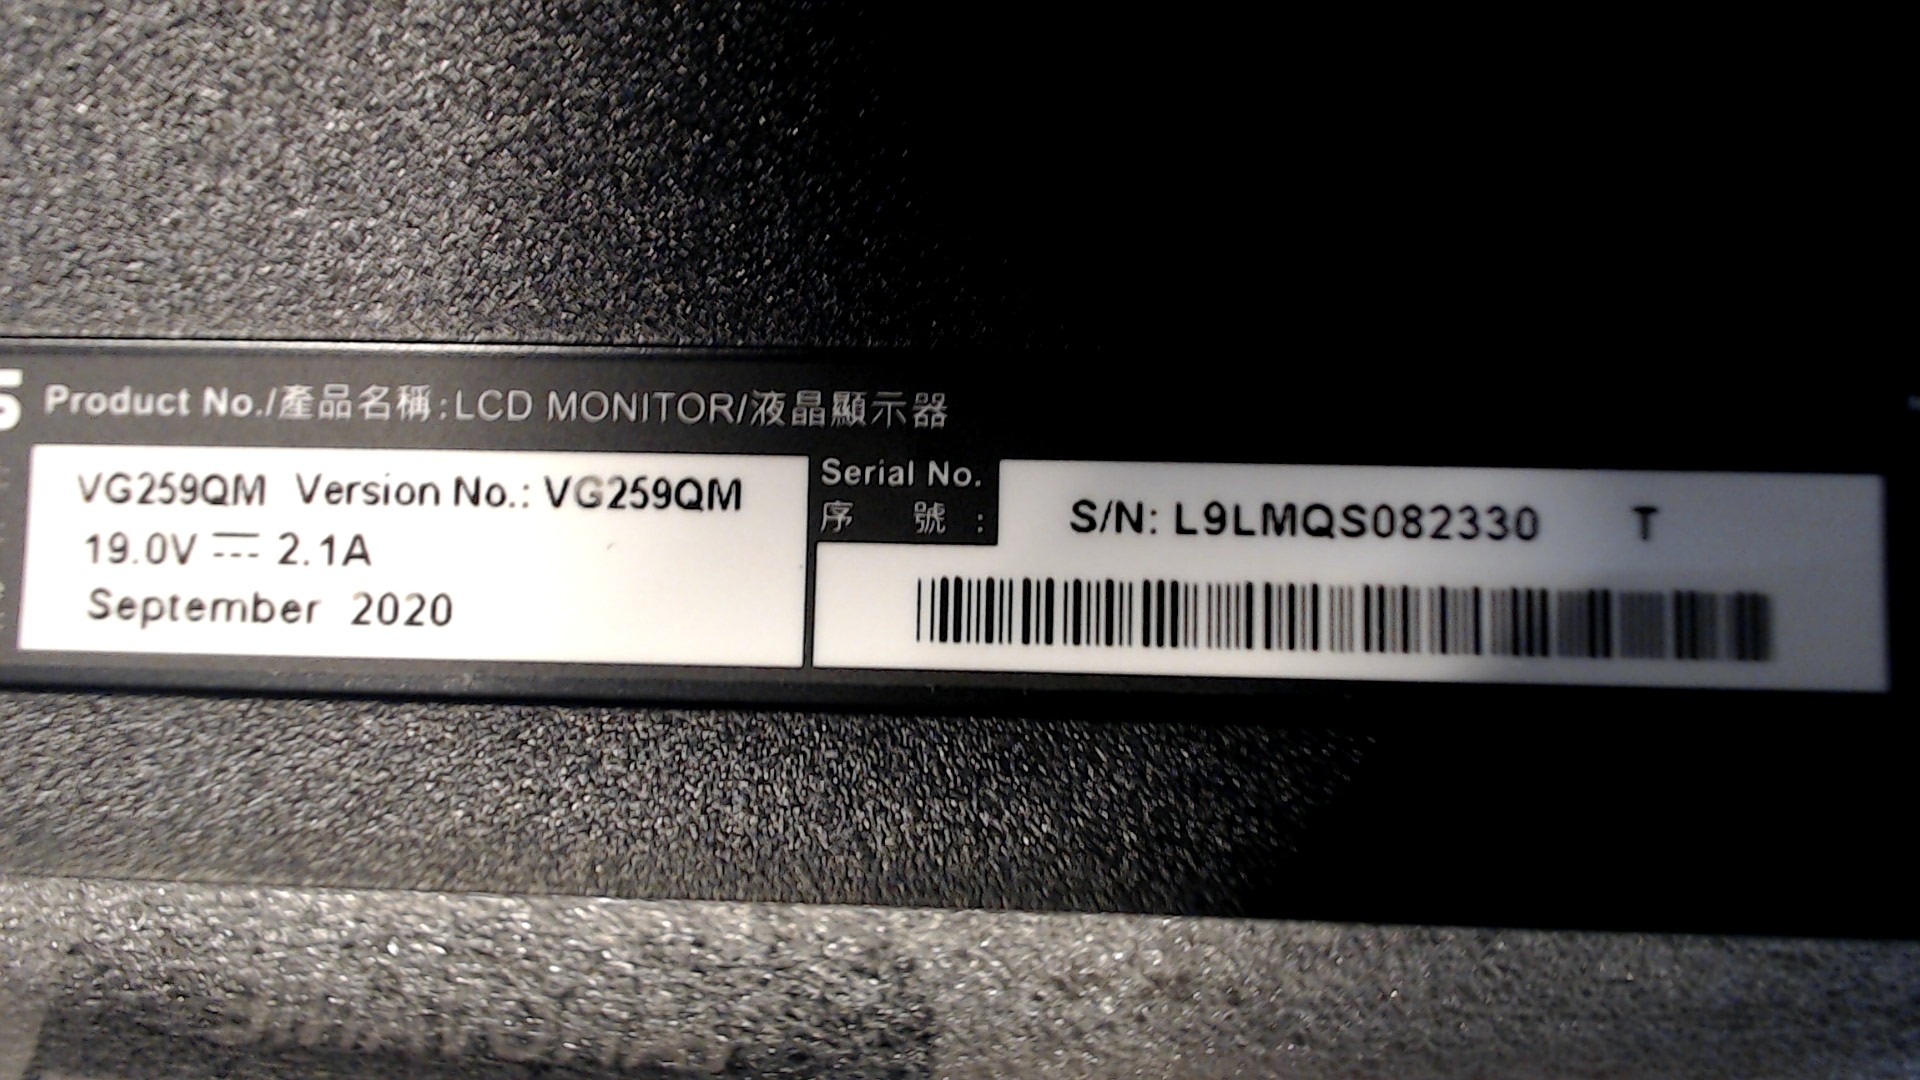 Product No./產品名稱:LCD MONITOR/液晶顯示器
VG259QM Version No.: VG259QM
19.0V ⎓ 2.1A
September 2020
Serial No.
序 號 :
S/N: L9LMQS082330 T